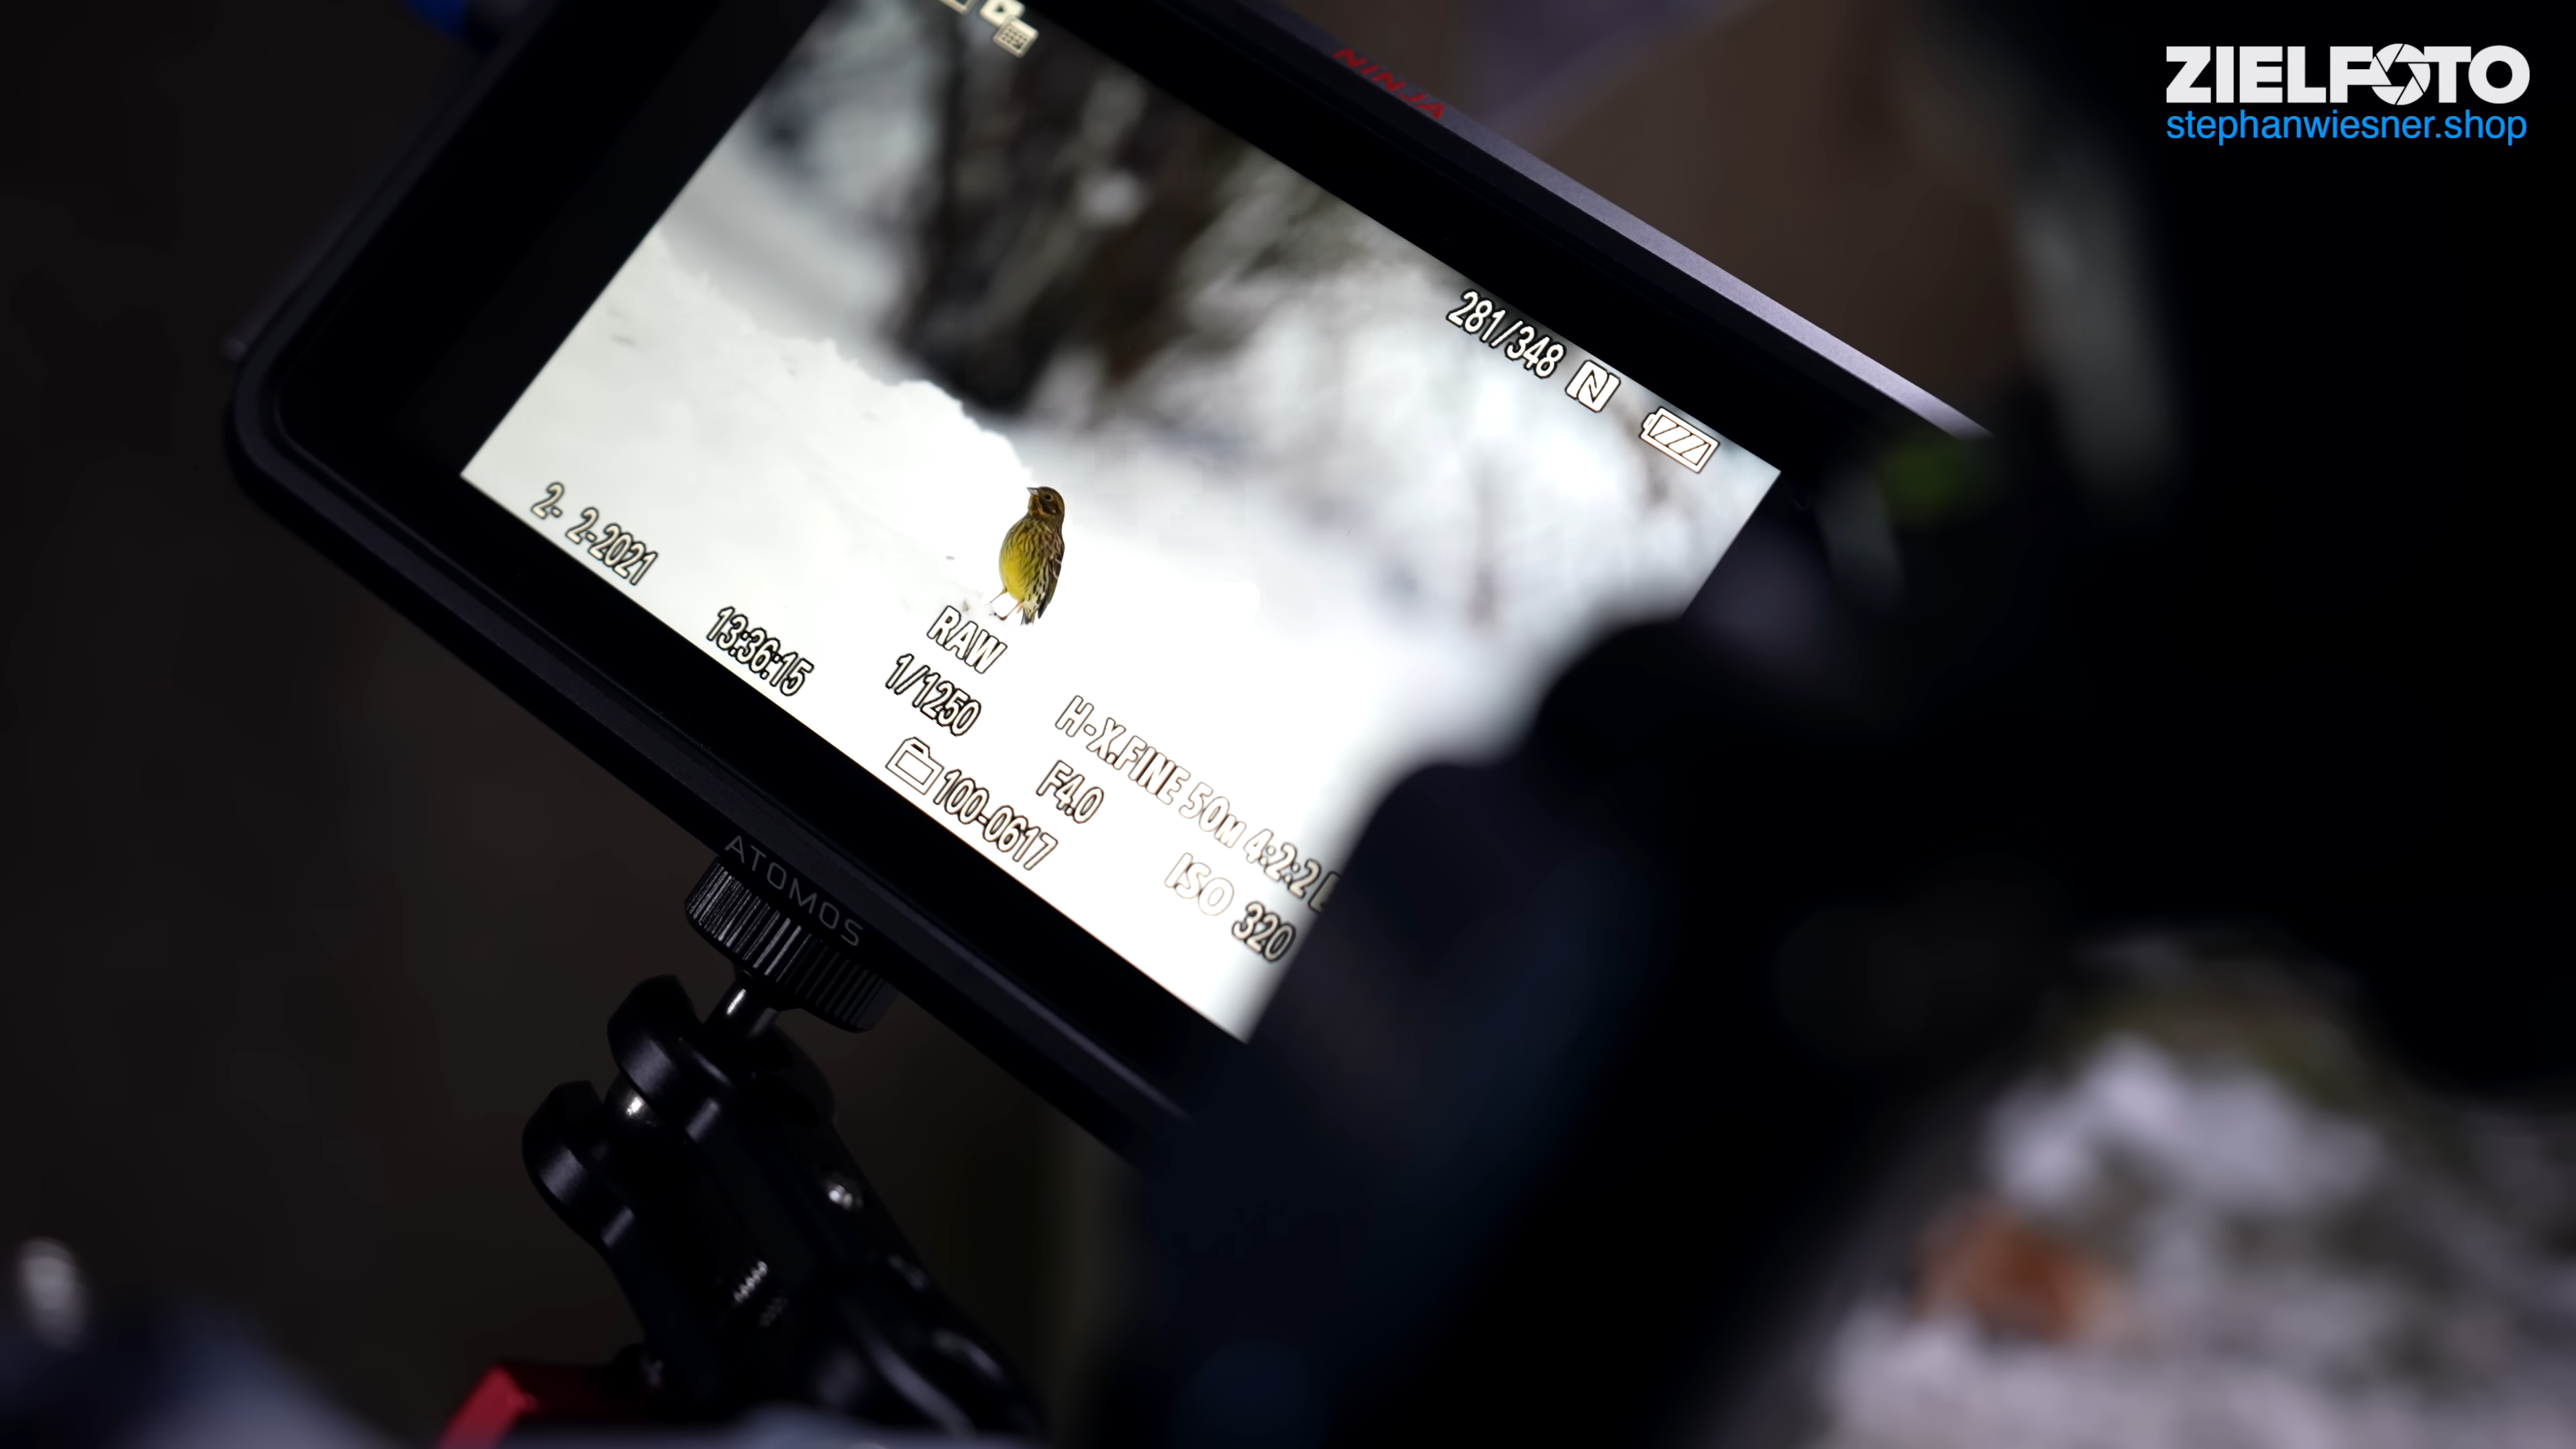 ZIELFOTO
stephanwiesner.shop
NINJA
281/348
RAW
H-X.FINE 50M 4:2:2
1/1250
F4.0
ISO 320
2- 2-2021
13:36:15
100-0617
ATOMOS